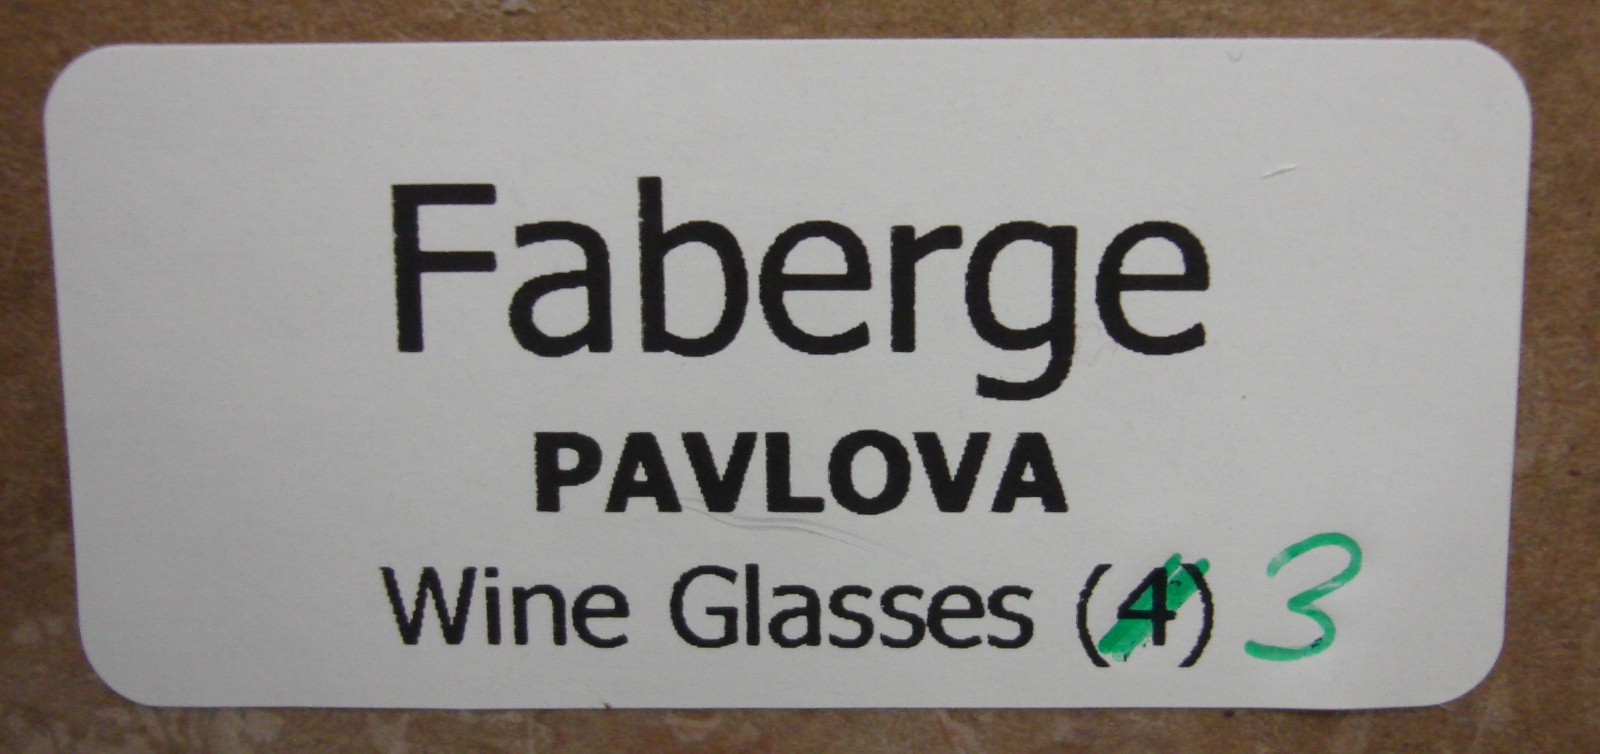 Faberge
PAVLOVA
Wine Glasses (4) 3